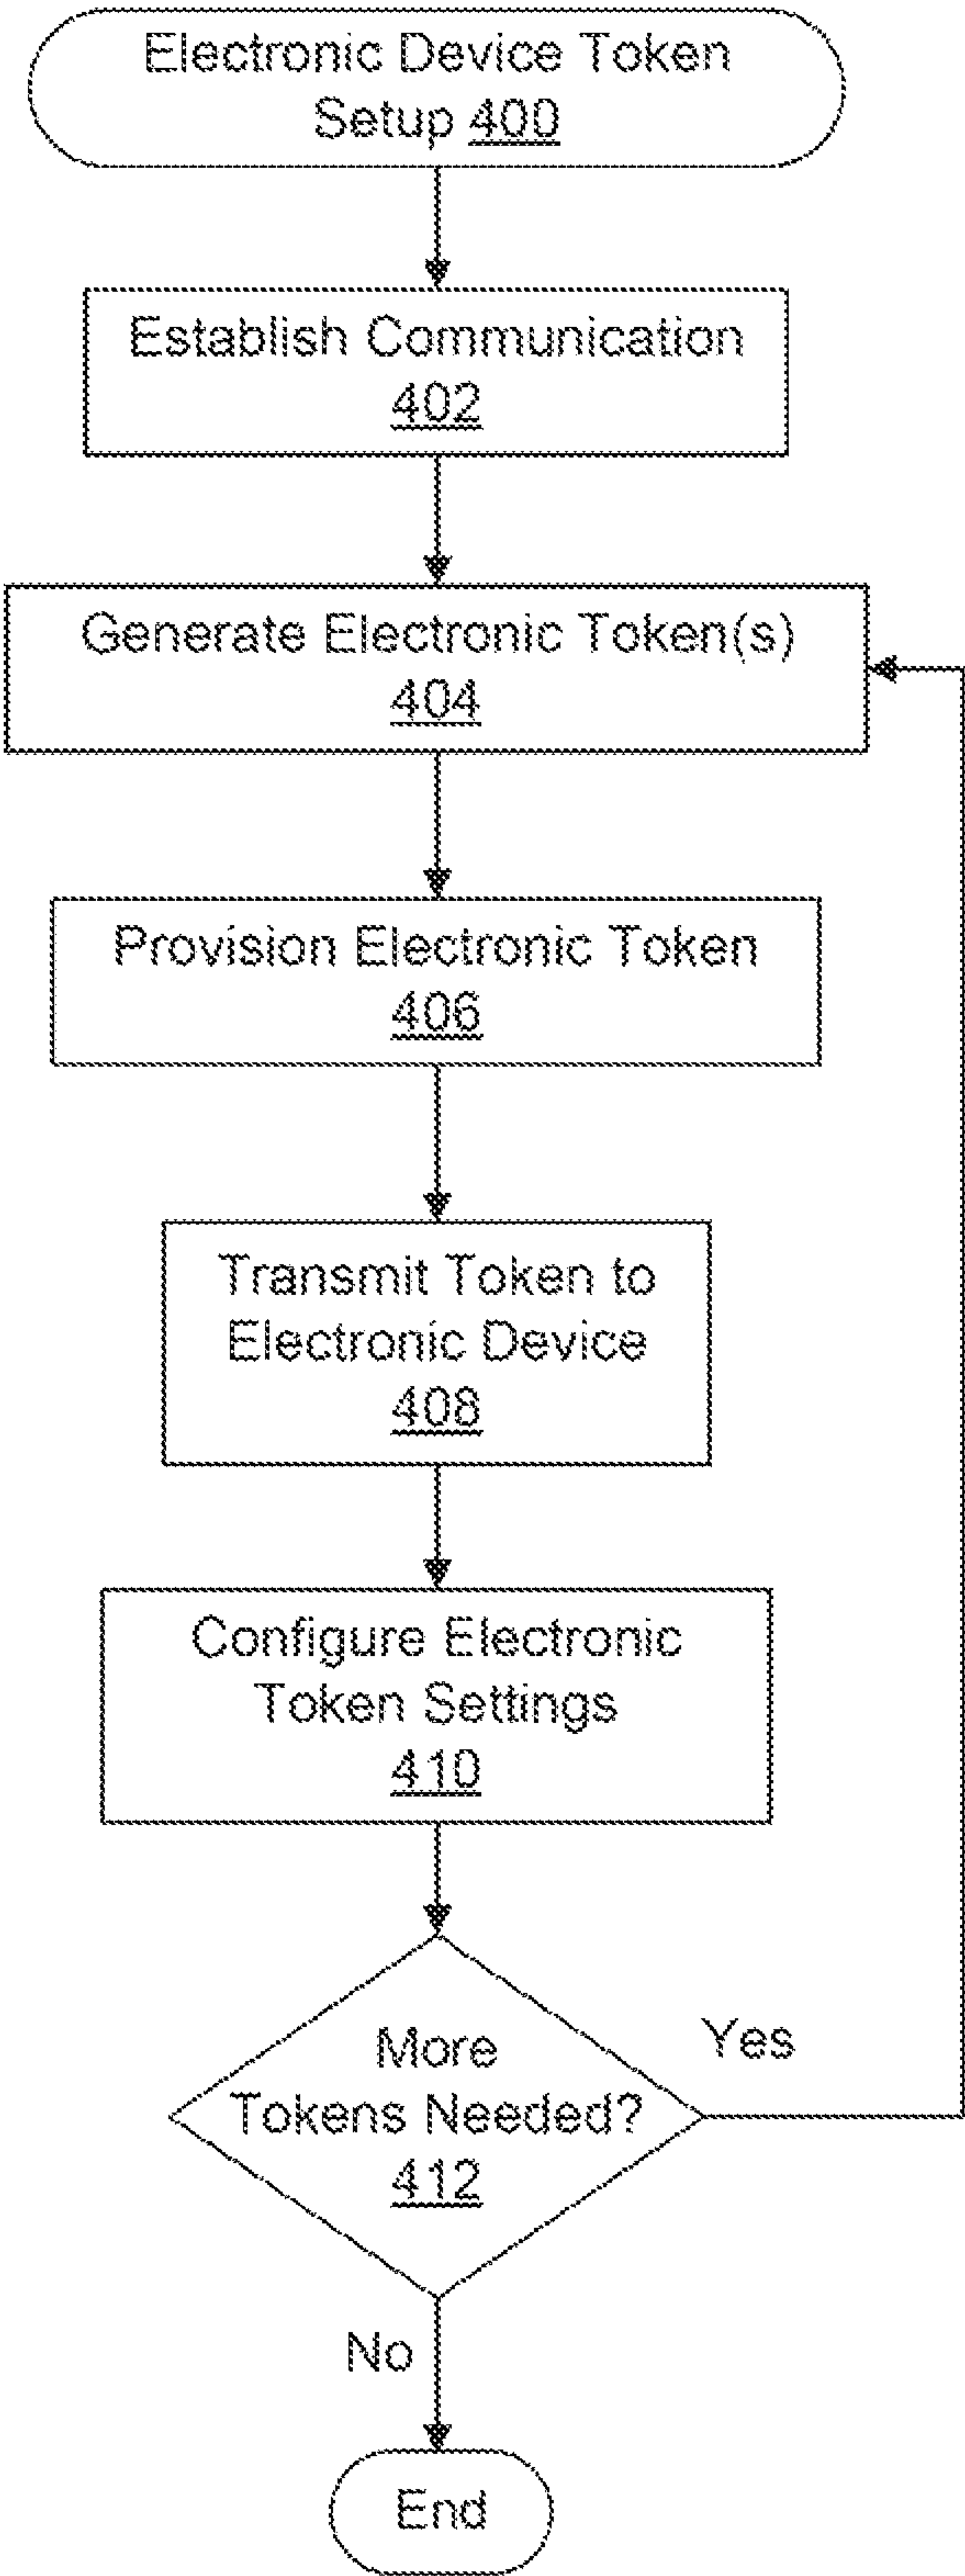 Electronic Device Token
Setup 400
Establish Communication
402
Generate Electronic Token(s)
404
Provision Electronic Token
406
Transmit Token to
Electronic Device
408
Configure Electronic
Token Settings
410
More
Tokens Needed?
412
Yes
No
End